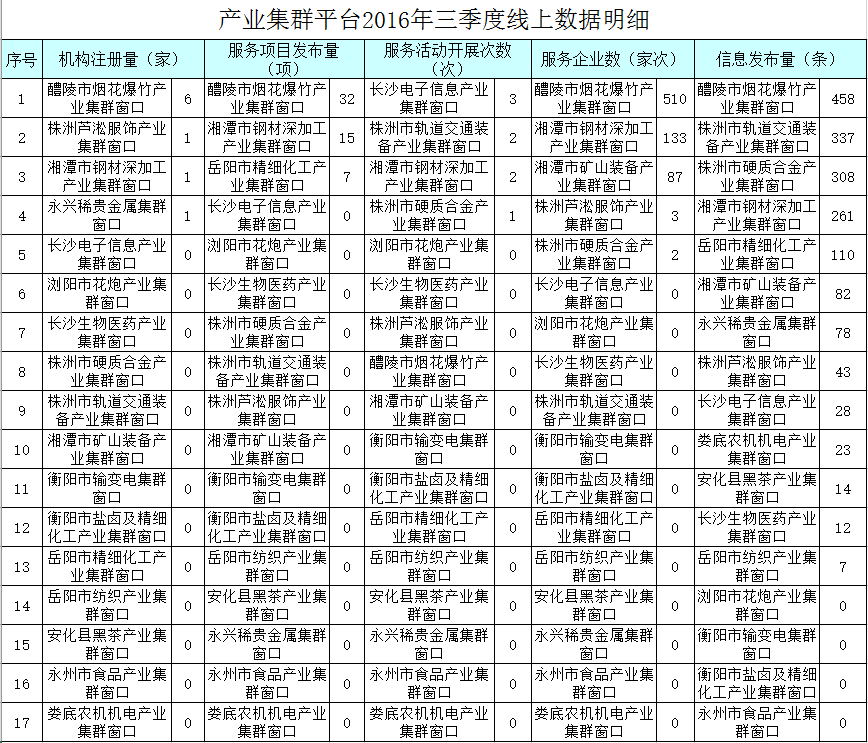 产业集群平台2016年三季度线上数据明细
序号 机构注册量（家） 服务项目发布量（项） 服务活动开展次数（次） 服务企业数（家次） 信息发布量（条）
1 醴陵市烟花爆竹产业集群窗口 6 醴陵市烟花爆竹产业集群窗口 32 长沙电子信息产业集群窗口 3 醴陵市烟花爆竹产业集群窗口 510 醴陵市烟花爆竹产业集群窗口 458
2 株洲芦淞服饰产业集群窗口 1 湘潭市钢材深加工产业集群窗口 15 株洲市轨道交通装备产业集群窗口 2 湘潭市钢材深加工产业集群窗口 133 株洲市轨道交通装备产业集群窗口 337
3 湘潭市钢材深加工产业集群窗口 1 岳阳市精细化工产业集群窗口 7 湘潭市钢材深加工产业集群窗口 2 湘潭市矿山装备产业集群窗口 87 株洲市硬质合金产业集群窗口 308
4 永兴稀贵金属集群窗口 1 长沙电子信息产业集群窗口 0 株洲市硬质合金产业集群窗口 1 株洲芦淞服饰产业集群窗口 3 湘潭市钢材深加工产业集群窗口 261
5 长沙电子信息产业集群窗口 0 浏阳市花炮产业集群窗口 0 浏阳市花炮产业集群窗口 0 株洲市硬质合金产业集群窗口 2 岳阳市精细化工产业集群窗口 110
6 浏阳市花炮产业集群窗口 0 长沙生物医药产业集群窗口 0 长沙生物医药产业集群窗口 0 长沙电子信息产业集群窗口 0 湘潭市矿山装备产业集群窗口 82
7 长沙生物医药产业集群窗口 0 株洲市硬质合金产业集群窗口 0 株洲芦淞服饰产业集群窗口 0 浏阳市花炮产业集群窗口 0 永兴稀贵金属集群窗口 78
8 株洲市硬质合金产业集群窗口 0 株洲市轨道交通装备产业集群窗口 0 醴陵市烟花爆竹产业集群窗口 0 长沙生物医药产业集群窗口 0 株洲芦淞服饰产业集群窗口 43
9 株洲市轨道交通装备产业集群窗口 0 株洲芦淞服饰产业集群窗口 0 湘潭市矿山装备产业集群窗口 0 株洲市轨道交通装备产业集群窗口 0 长沙电子信息产业集群窗口 28
10 湘潭市矿山装备产业集群窗口 0 湘潭市矿山装备产业集群窗口 0 衡阳市输变电集群窗口 0 衡阳市输变电集群窗口 0 娄底农机机电产业集群窗口 23
11 衡阳市输变电集群窗口 0 衡阳市输变电集群窗口 0 衡阳市盐卤及精细化工产业集群窗口 0 衡阳市盐卤及精细化工产业集群窗口 0 安化县黑茶产业集群窗口 14
12 衡阳市盐卤及精细化工产业集群窗口 0 衡阳市盐卤及精细化工产业集群窗口 0 岳阳市精细化工产业集群窗口 0 岳阳市精细化工产业集群窗口 0 长沙生物医药产业集群窗口 12
13 岳阳市精细化工产业集群窗口 0 岳阳市纺织产业集群窗口 0 岳阳市纺织产业集群窗口 0 岳阳市纺织产业集群窗口 0 岳阳市纺织产业集群窗口 7
14 岳阳市纺织产业集群窗口 0 安化县黑茶产业集群窗口 0 安化县黑茶产业集群窗口 0 安化县黑茶产业集群窗口 0 浏阳市花炮产业集群窗口 0
15 安化县黑茶产业集群窗口 0 永兴稀贵金属集群窗口 0 永兴稀贵金属集群窗口 0 永兴稀贵金属集群窗口 0 衡阳市输变电集群窗口 0
16 永州市食品产业集群窗口 0 永州市食品产业集群窗口 0 永州市食品产业集群窗口 0 永州市食品产业集群窗口 0 衡阳市盐卤及精细化工产业集群窗口 0
17 娄底农机机电产业集群窗口 0 娄底农机机电产业集群窗口 0 娄底农机机电产业集群窗口 0 娄底农机机电产业集群窗口 0 永州市食品产业集群窗口 0